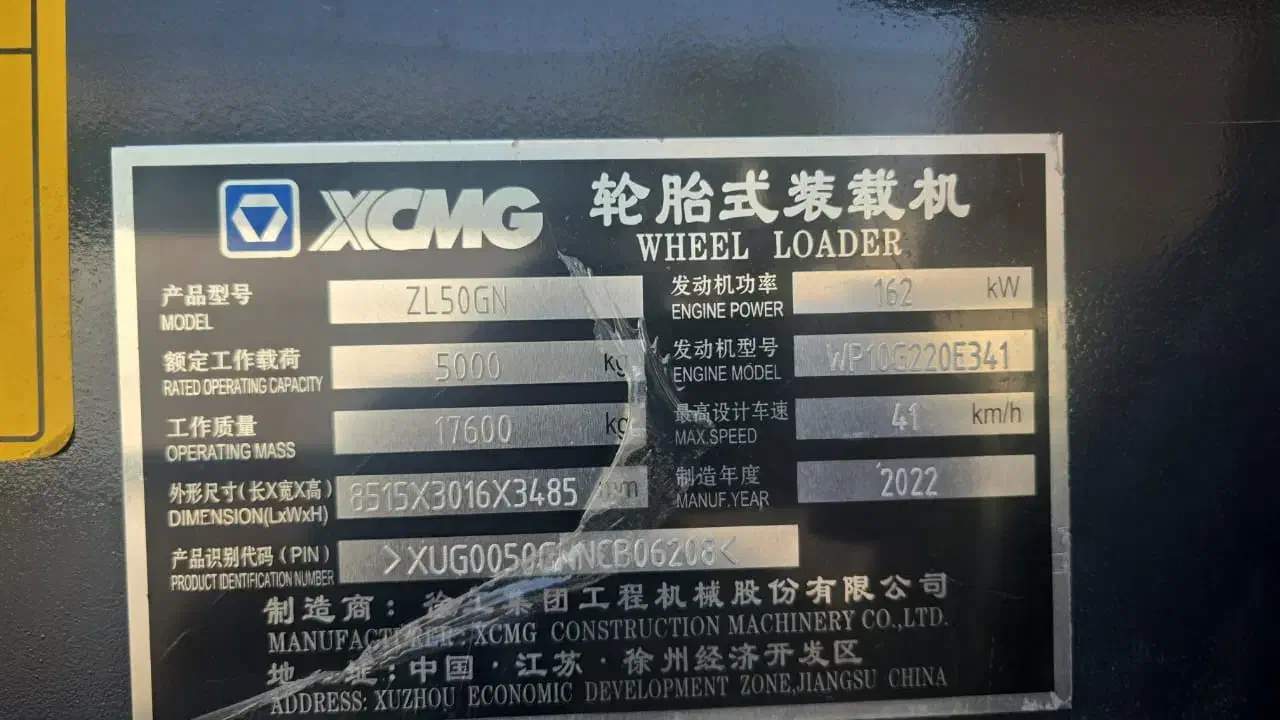 XCMG 轮胎式装载机
WHEEL LOADER
产品型号 ZL50GN
MODEL
发动机功率 162 kW
ENGINE POWER
额定工作载荷 5000 kg
RATED OPERATING CAPACITY
发动机型号 WP10G220E341
ENGINE MODEL
工作质量 17600 kg
OPERATING MASS
最高设计车速 41 km/h
MAX.SPEED
外形尺寸(长X宽X高) 8515X3016X3485 mm
DIMENSION(LxWxH)
制造年度 2022
MANUF.YEAR
产品识别代码(PIN)
PRODUCT IDENTIFICATION NUMBER
制造商: 徐工集团工程机械股份有限公司
MANUFACTURER: XCMG CONSTRUCTION MACHINERY CO.,LTD.
地 址: 中国·江苏·徐州经济开发区
ADDRESS: XUZHOU ECONOMIC DEVELOPMENT ZONE,JIANGSU CHINA